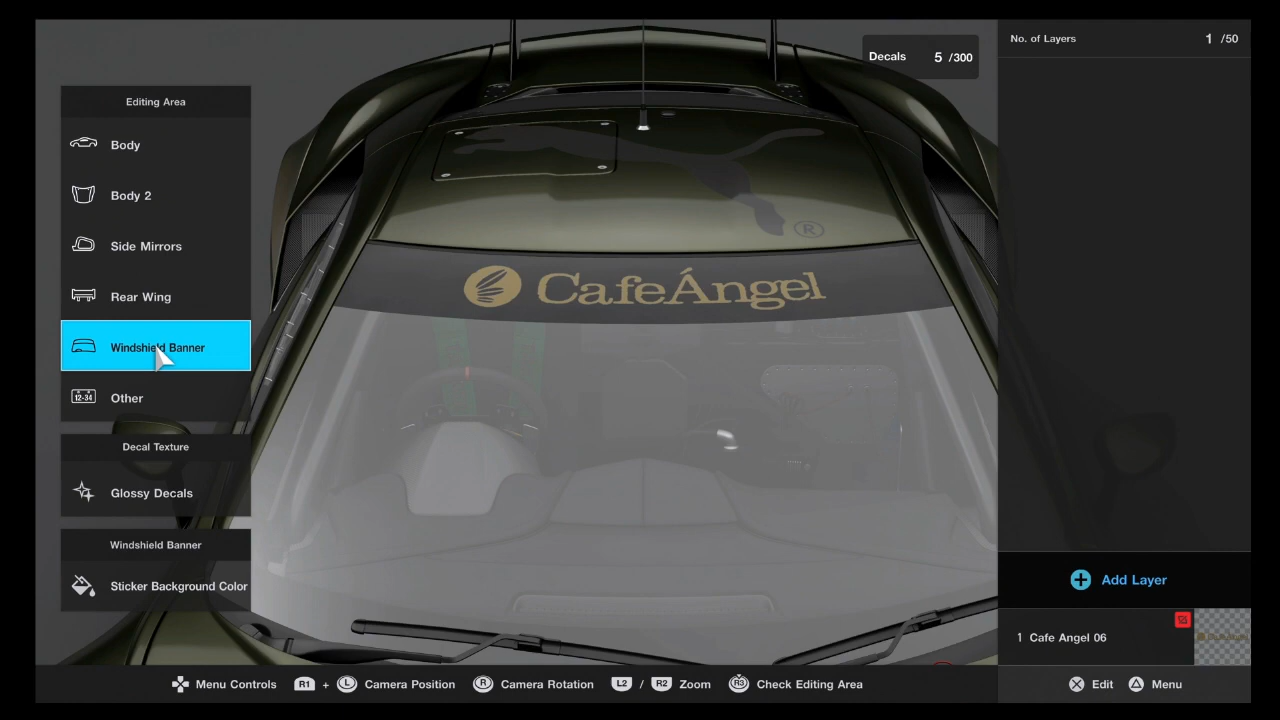 No. of Layers 1 /50
Decals 5 /300
Editing Area
Body
Body 2
Side Mirrors
Rear Wing
Windshield Banner
12-34 Other
Decal Texture
Glossy Decals
Windshield Banner
Sticker Background Color
®
CafeÁngel
Add Layer
1 Cafe Angel 06
Menu Controls R1 + L Camera Position R Camera Rotation L2 / R2 Zoom R3 Check Editing Area
Edit Menu